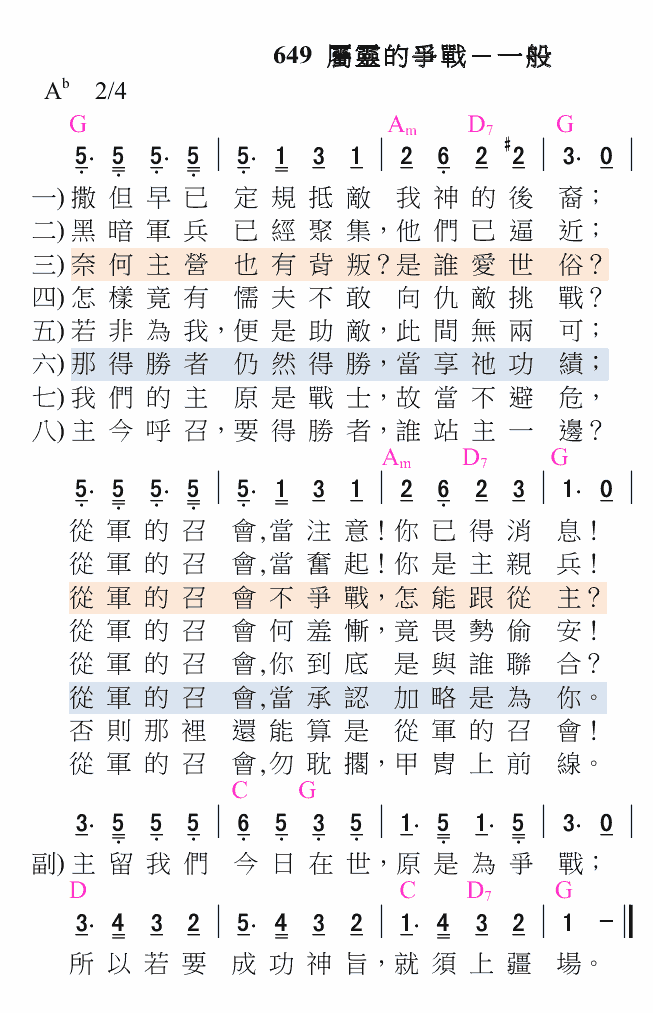 649 屬靈的爭戰－一般
A♭ 2/4
G Am D7 G
5· 5 5· 5 | 5· 1 3 1 | 2 6 2 #2 | 3· 0 |
一) 撒但早已 定規抵敵 我神的後裔；
二) 黑暗軍兵 已經聚集，他們已逼近；
三) 奈何主營 也有背叛？是誰愛世俗？
四) 怎樣竟有 懦夫不敢 向仇敵挑戰？
五) 若非為我，便是助敵，此間無兩可；
六) 那得勝者 仍然得勝，當享祂功績；
七) 我們的主 原是戰士，故當不避危，
八) 主今呼召，要得勝者，誰站主一邊？
Am D7 G
5· 5 5· 5 | 5· 1 3 1 | 2 6 2 3 | 1· 0 |
從軍的召 會，當注意！你已得消息！
從軍的召 會，當奮起！你是主親兵！
從軍的召 會不爭戰，怎能跟從主？
從軍的召 會何羞慚，竟畏勢偷安！
從軍的召 會，你到底 是與誰聯合？
從軍的召 會，當承認 加略是為你。
否則那裡 還能算是 從軍的召會！
從軍的召 會，勿耽擱，甲胄上前線。
C G
3· 5 5 5 | 6 5 3 5 | 1· 5 1· 5 | 3· 0 |
副) 主留我們 今日在世，原是為爭戰；
D C D7 G
3· 4 3 2 | 5· 4 3 2 | 1· 4 3 2 | 1 － ‖
所以若要 成功神旨，就須上疆場。